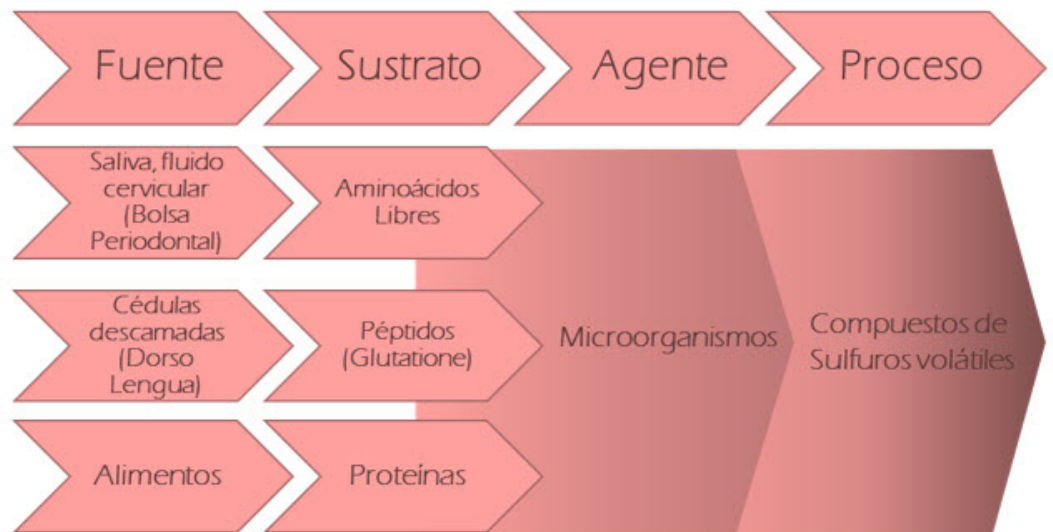 Fuente
Sustrato
Agente
Proceso
Saliva, fluido
cervicular
(Bolsa
Periodontal)
Aminoácidos
Libres
Cédulas
descamadas
(Dorso
Lengua)
Péptidos
(Glutatione)
Microorganismos
Compuestos de
Sulfuros volátiles
Alimentos
Proteínas